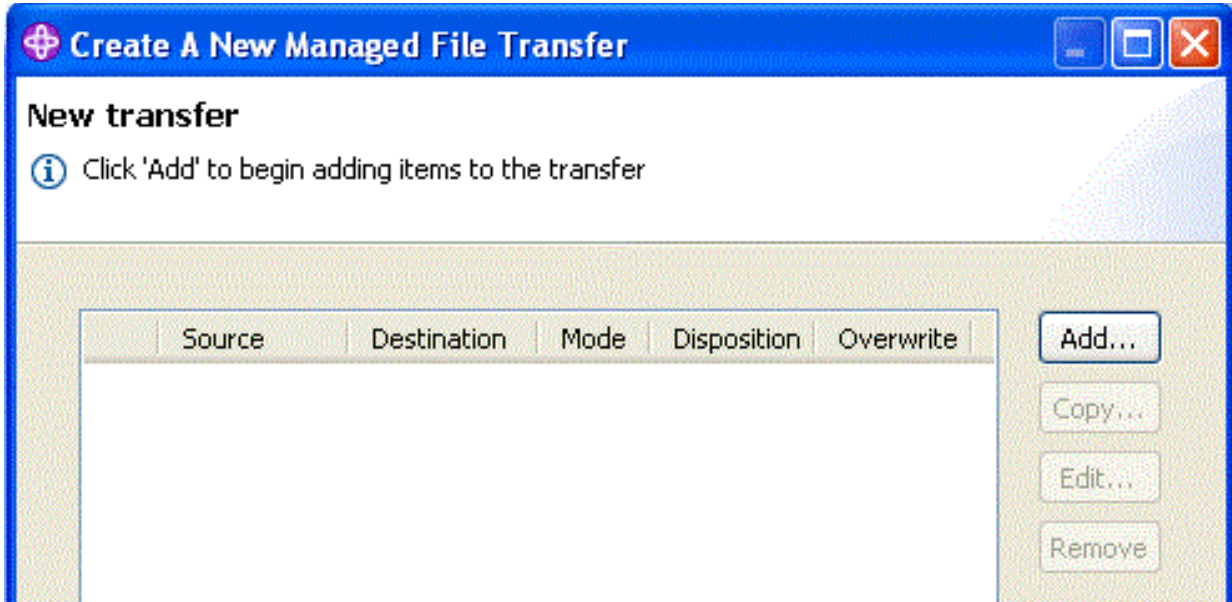 Create A New Managed File Transfer
New transfer
Click 'Add' to begin adding items to the transfer
Source Destination Mode Disposition Overwrite
Add...
Copy...
Edit...
Remove